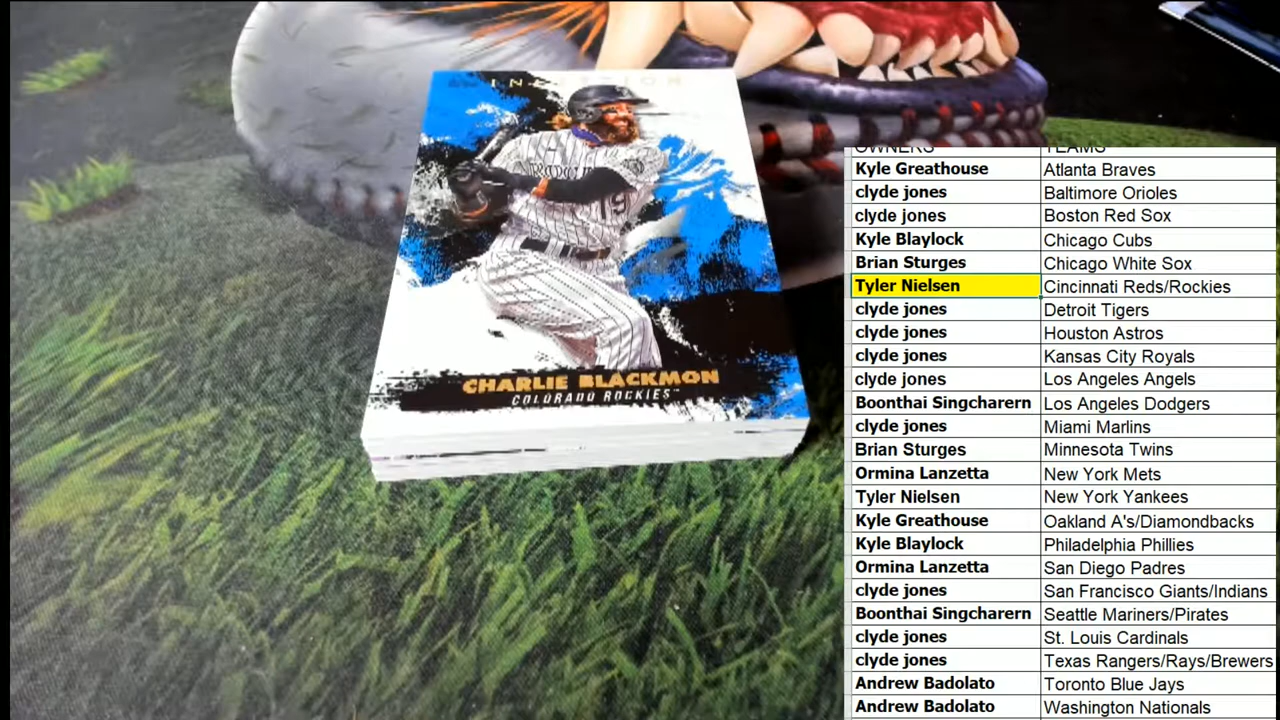 INCEPTION
19
CHARLIE BLACKMON
COLORADO ROCKIES™
OWNERS TEAMS
Kyle Greathouse Atlanta Braves
clyde jones Baltimore Orioles
clyde jones Boston Red Sox
Kyle Blaylock Chicago Cubs
Brian Sturges Chicago White Sox
Tyler Nielsen Cincinnati Reds/Rockies
clyde jones Detroit Tigers
clyde jones Houston Astros
clyde jones Kansas City Royals
clyde jones Los Angeles Angels
Boonthai Singcharern Los Angeles Dodgers
clyde jones Miami Marlins
Brian Sturges Minnesota Twins
Ormina Lanzetta New York Mets
Tyler Nielsen New York Yankees
Kyle Greathouse Oakland A's/Diamondbacks
Kyle Blaylock Philadelphia Phillies
Ormina Lanzetta San Diego Padres
clyde jones San Francisco Giants/Indians
Boonthai Singcharern Seattle Mariners/Pirates
clyde jones St. Louis Cardinals
clyde jones Texas Rangers/Rays/Brewers
Andrew Badolato Toronto Blue Jays
Andrew Badolato Washington Nationals